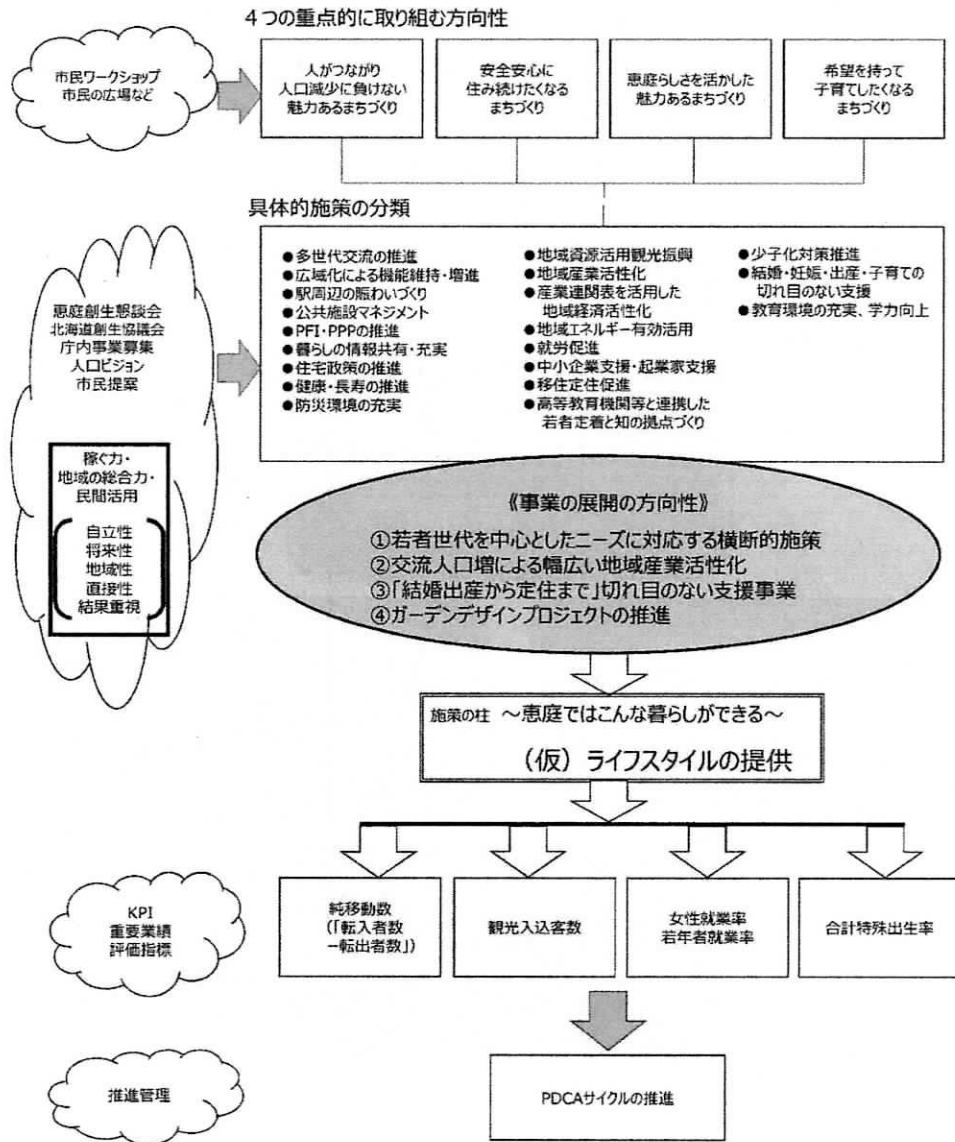 4つの重点的に取り組む方向性
市民ワークショップ
市民の広場など
人がつながり
人口減少に負けない
魅力あるまちづくり
安全安心に
住み続けたくなる
まちづくり
恵庭らしさを活かした
魅力あるまちづくり
希望を持って
子育てしたくなる
まちづくり
具体的施策の分類
恵庭創生懇談会
北海道創生協議会
庁内事業募集
人口ビジョン
市民提案
稼ぐ力・
地域の総合力・
民間活用
自立性
将来性
地域性
直接性
結果重視
●多世代交流の推進
●広域化による機能維持・増進
●駅周辺の賑わいづくり
●公共施設マネジメント
●PFI・PPPの推進
●暮らしの情報共有・充実
●住宅政策の推進
●健康・長寿の推進
●防災環境の充実
●地域資源活用観光振興
●地域産業活性化
●産業連関表を活用した
地域経済活性化
●地域エネルギー有効活用
●就労促進
●中小企業支援・起業家支援
●移住定住促進
●高等教育機関等と連携した
若者定着と知の拠点づくり
●少子化対策推進
●結婚・妊娠・出産・子育ての
切れ目のない支援
●教育環境の充実、学力向上
《事業の展開の方向性》
①若者世代を中心としたニーズに対応する横断的施策
②交流人口増による幅広い地域産業活性化
③「結婚出産から定住まで」切れ目のない支援事業
④ガーデンデザインプロジェクトの推進
施策の柱 ～恵庭ではこんな暮らしができる～
（仮）ライフスタイルの提供
KPI
重要業績
評価指標
純移動数
（「転入者数
－転出者数」）
観光入込客数
女性就業率
若年者就業率
合計特殊出生率
推進管理
PDCAサイクルの推進